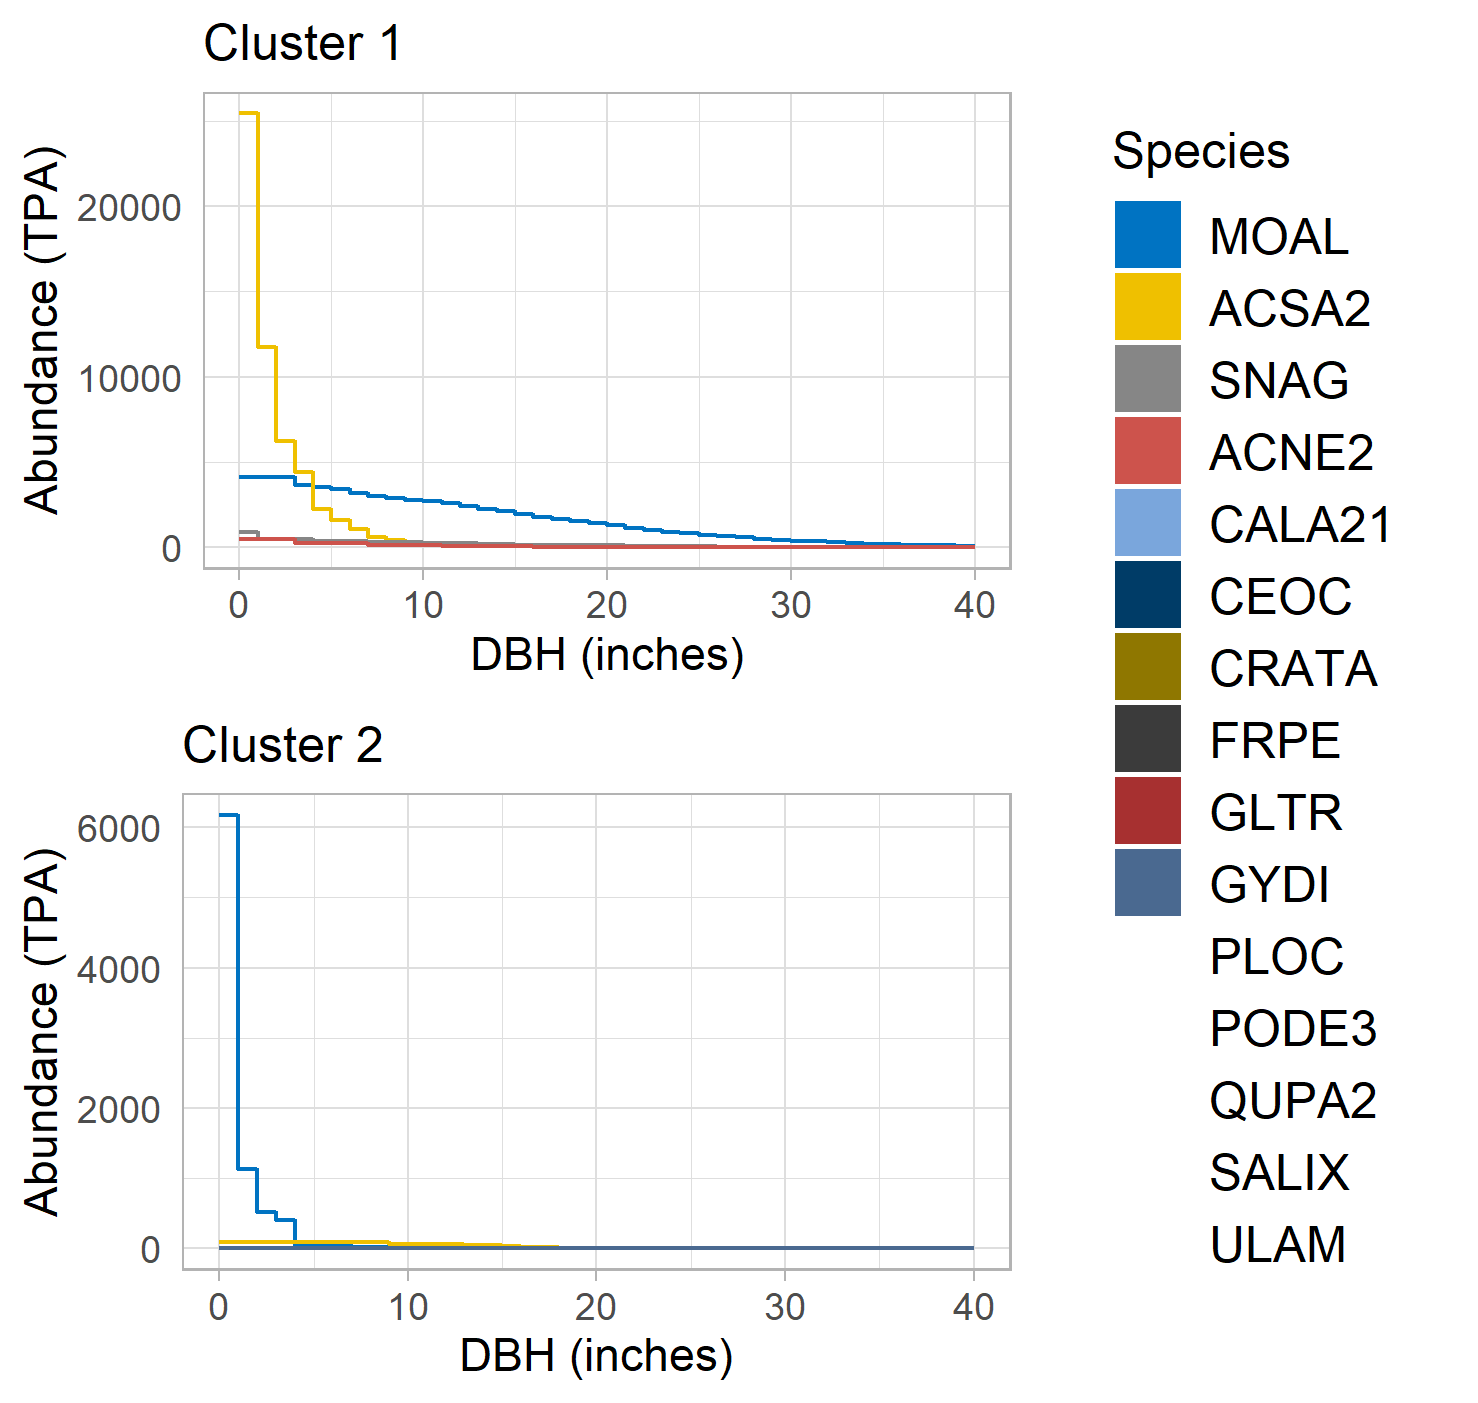 Cluster 1
Abundance (TPA)
20000
10000
0
0 10 20 30 40
DBH (inches)
Cluster 2
Abundance (TPA)
6000
4000
2000
0
0 10 20 30 40
DBH (inches)
Species
MOAL
ACSA2
SNAG
ACNE2
CALA21
CEOC
CRATA
FRPE
GLTR
GYDI
PLOC
PODE3
QUPA2
SALIX
ULAM